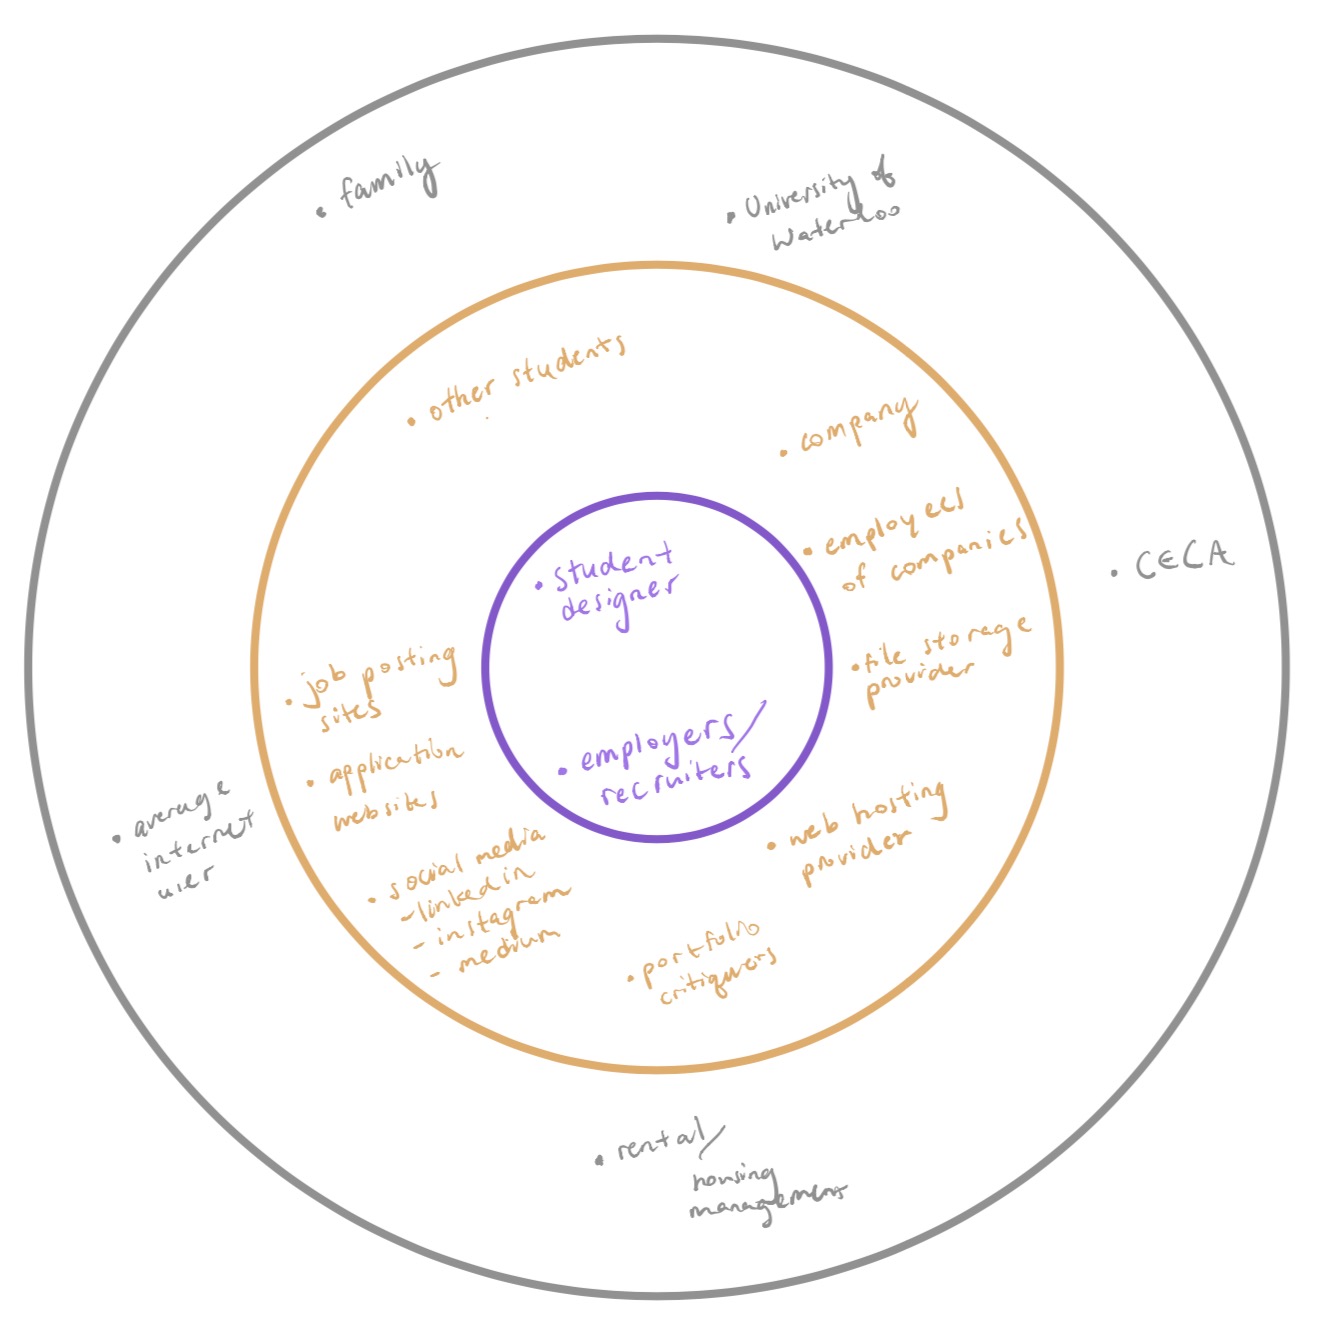 • family
• University of
Waterloo
• other students
• company
• employees
of companies
• student
designer
• CECA
• file storage
provider
• job posting
sites
• employers/
recruiters
• application
websites
• average
internet
user
• web hosting
provider
• social media
- linkedin
- instagram
- medium
• portfolio
critiquers
• rental/
housing
management